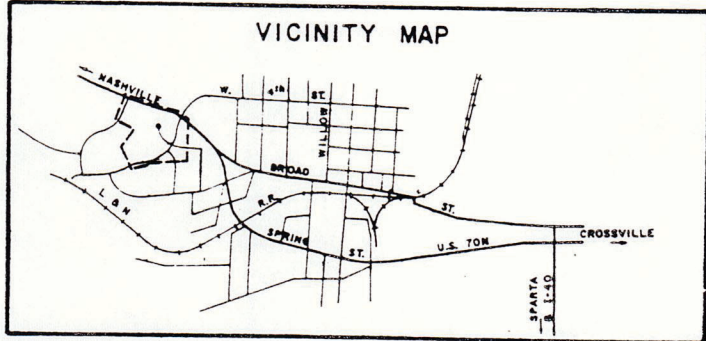 VICINITY MAP
NASHVILLE
W. 4th ST.
WILLOW
BROAD ST.
L & N R.R.
SPRING ST.
U.S. 70N
CROSSVILLE
SPARTA
& I-40